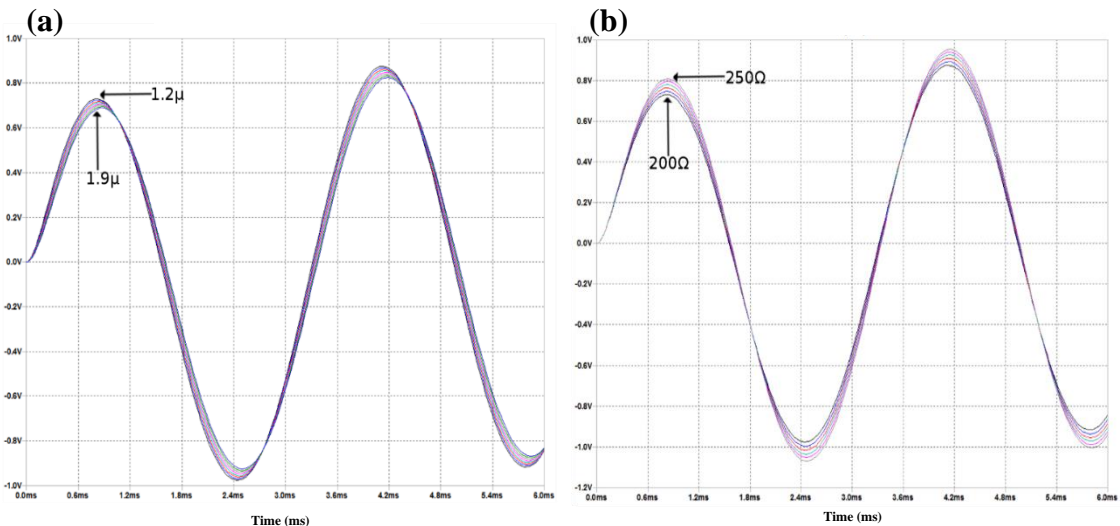 (a)
1.0V
0.8V
0.6V
0.4V
0.2V
0.0V
-0.2V
-0.4V
-0.6V
-0.8V
-1.0V
1.2µ
1.9µ
0.0ms 0.6ms 1.2ms 1.8ms 2.4ms 3.0ms 3.6ms 4.2ms 4.8ms 5.4ms 6.0ms
Time (ms)
(b)
1.0V
0.8V
0.6V
0.4V
0.2V
0.0V
-0.2V
-0.4V
-0.6V
-0.8V
-1.0V
-1.2V
250Ω
200Ω
0.0ms 0.6ms 1.2ms 1.8ms 2.4ms 3.0ms 3.6ms 4.2ms 4.8ms 5.4ms 6.0ms
Time (ms)